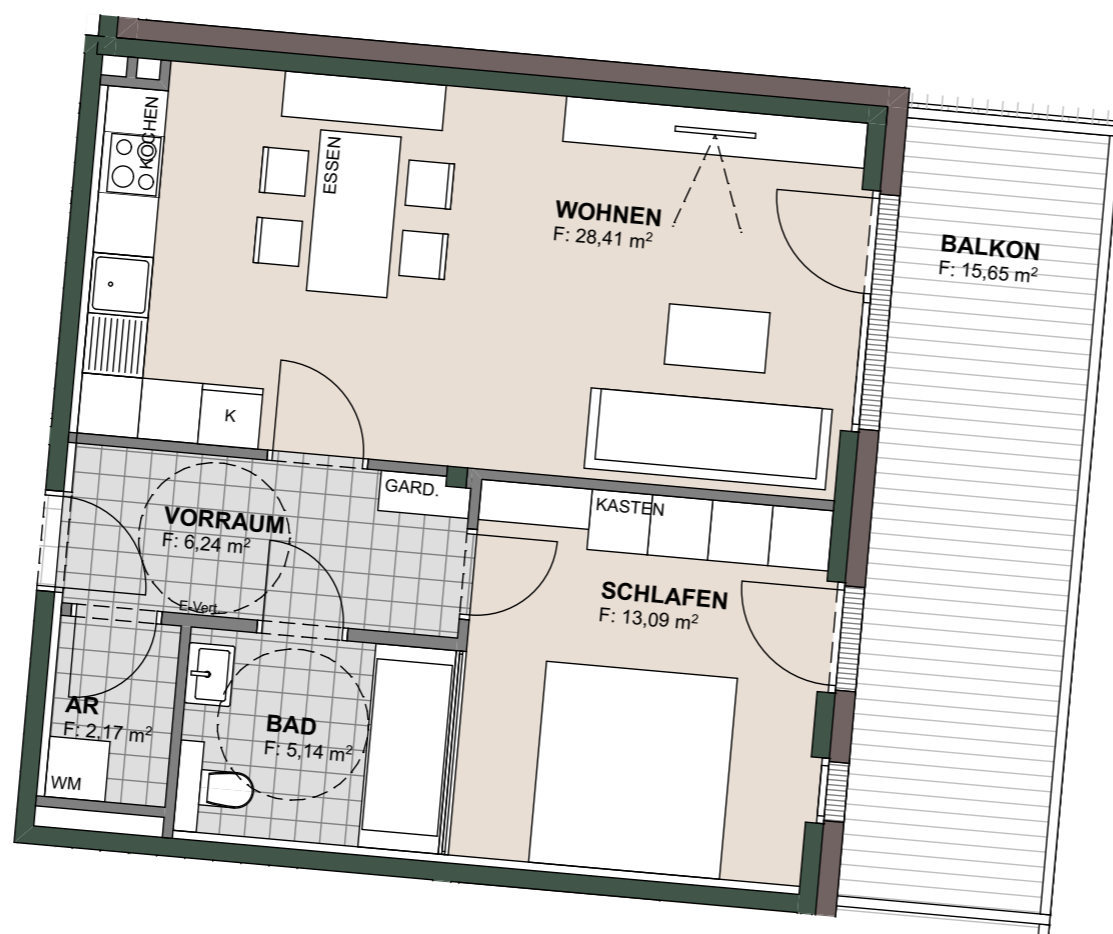 KOCHEN
ESSEN
WOHNEN
F: 28,41 m²
BALKON
F: 15,65 m²
K
GARD.
KASTEN
VORRAUM
F: 6,24 m²
E-Vert.
SCHLAFEN
F: 13,09 m²
AR
F: 2,17 m²
BAD
F: 5,14 m²
WM